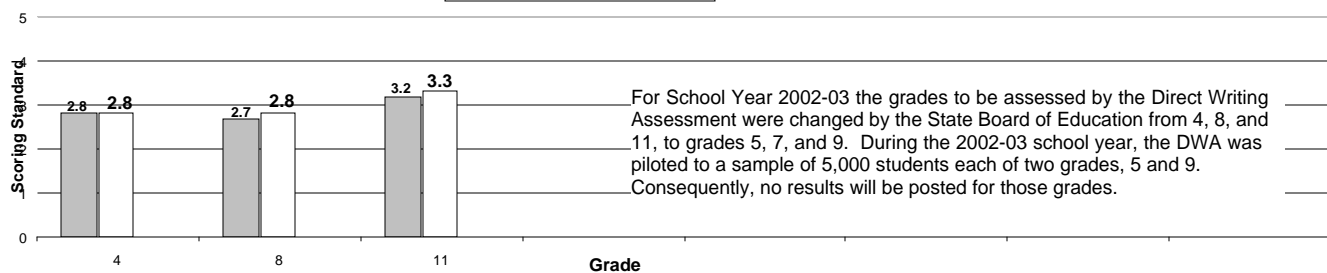 5
4
3
2
1
0
Scoring Standard
2.8 2.8
2.7 2.8
3.2 3.3
For School Year 2002-03 the grades to be assessed by the Direct Writing
Assessment were changed by the State Board of Education from 4, 8, and
11, to grades 5, 7, and 9. During the 2002-03 school year, the DWA was
piloted to a sample of 5,000 students each of two grades, 5 and 9.
Consequently, no results will be posted for those grades.
4 8 11
Grade